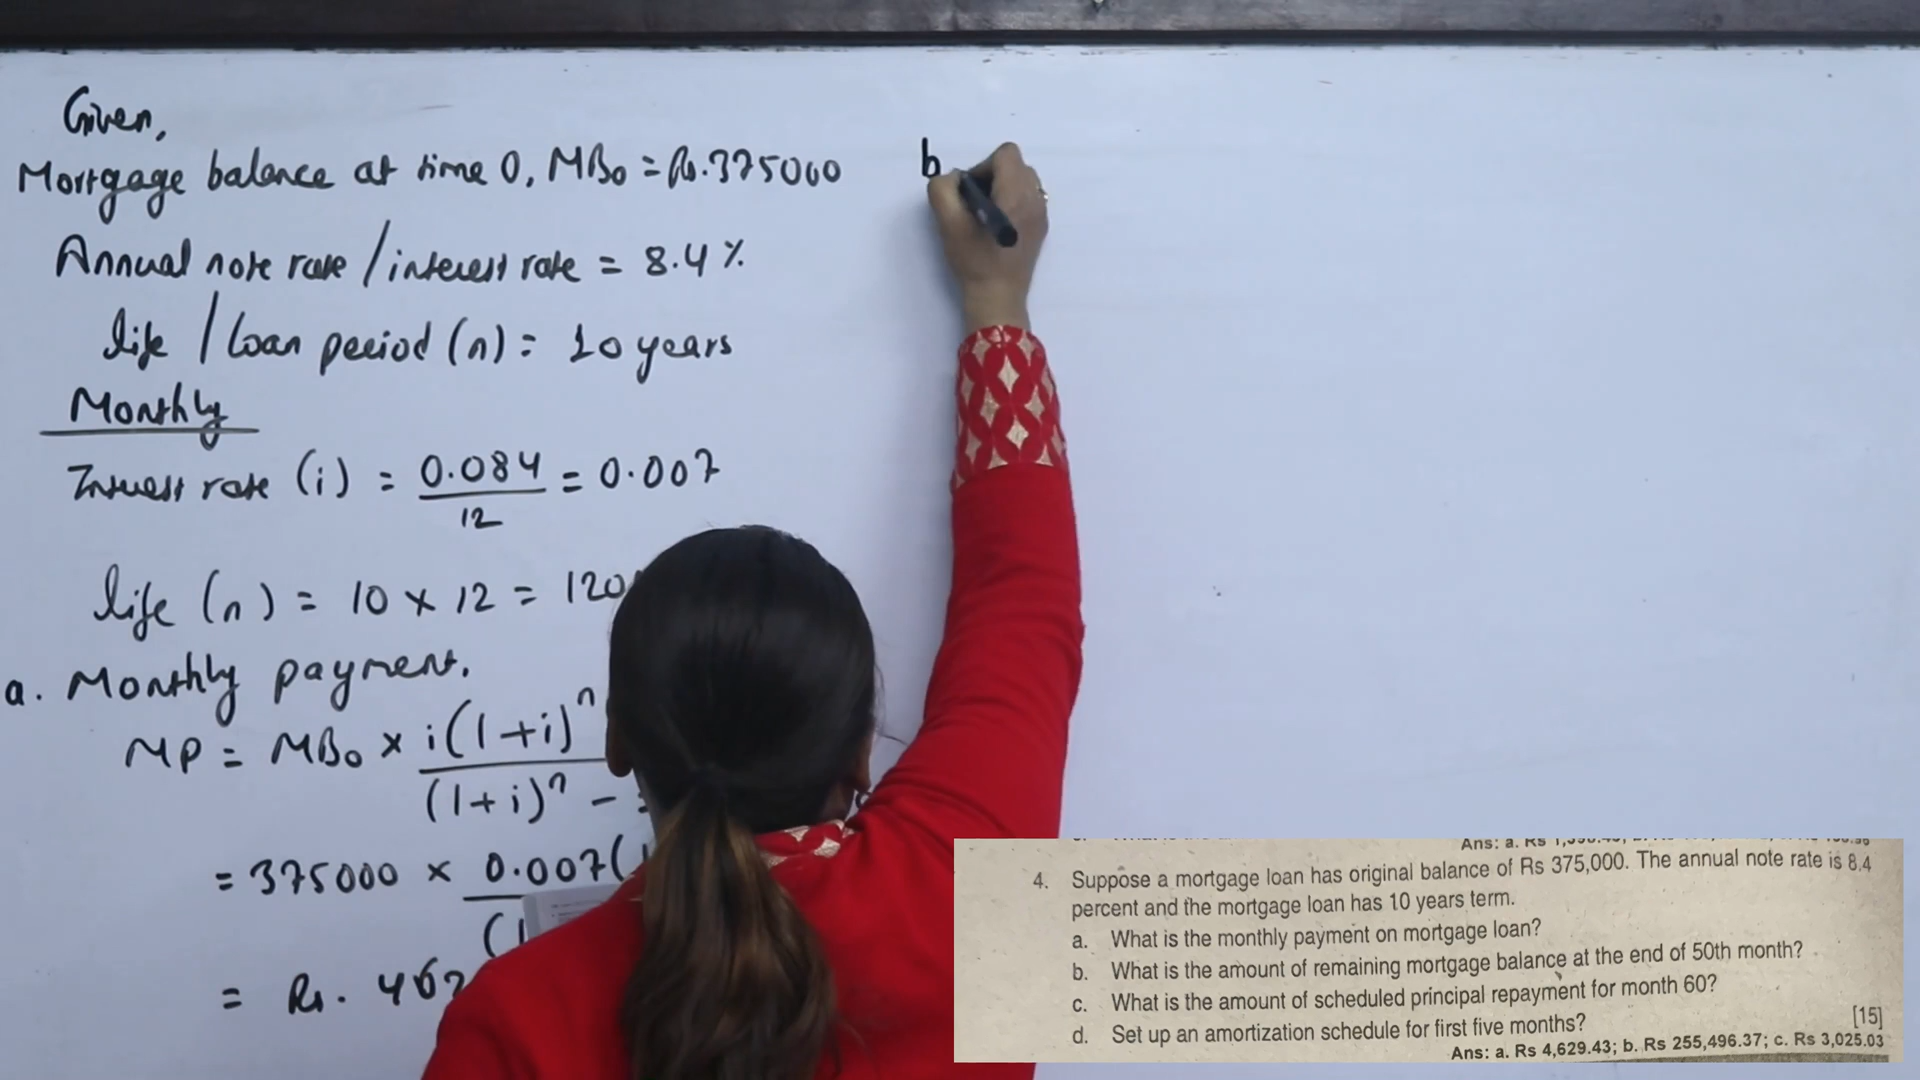 Given,
Mortgage balance at time 0, MB₀ = Rs. 375000
Annual note rate / interest rate = 8.4 %
life / loan period (n) = 10 years
Monthly
Interest rate (i) = 0.084 / 12 = 0.007
life (n) = 10 × 12 = 120
a. Monthly payment.
MP = MB₀ × i(1+i)ⁿ / (1+i)ⁿ -
= 375000 × 0.007( / (
= Rs. 462
b
Ans: a. Rs
4. Suppose a mortgage loan has original balance of Rs 375,000. The annual note rate is 8.4
percent and the mortgage loan has 10 years term.
a. What is the monthly payment on mortgage loan?
b. What is the amount of remaining mortgage balance at the end of 50th month?
c. What is the amount of scheduled principal repayment for month 60?
d. Set up an amortization schedule for first five months? [15]
Ans: a. Rs 4,629.43; b. Rs 255,496.37; c. Rs 3,025.03